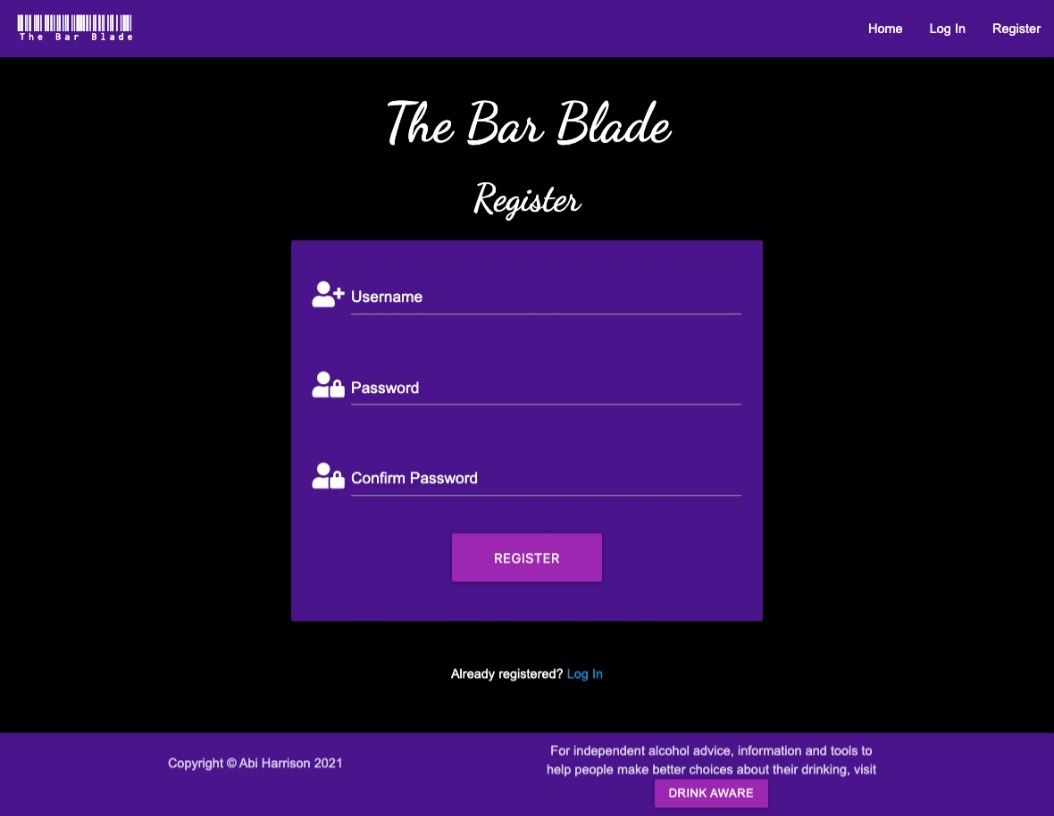 The Bar Blade
Home Log In Register
The Bar Blade
Register
Username
Password
Confirm Password
REGISTER
Already registered? Log In
Copyright © Abi Harrison 2021
For independent alcohol advice, information and tools to
help people make better choices about their drinking, visit
DRINK AWARE